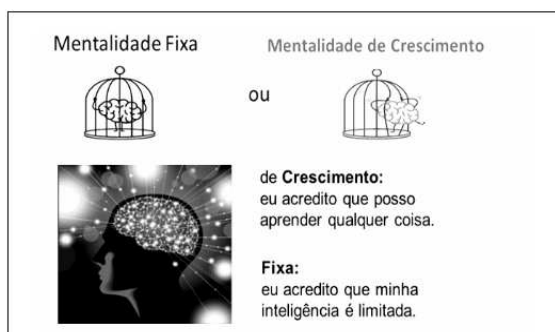 Mentalidade Fixa
Mentalidade de Crescimento
ou
de Crescimento:
eu acredito que posso
aprender qualquer coisa.
Fixa:
eu acredito que minha
inteligência é limitada.